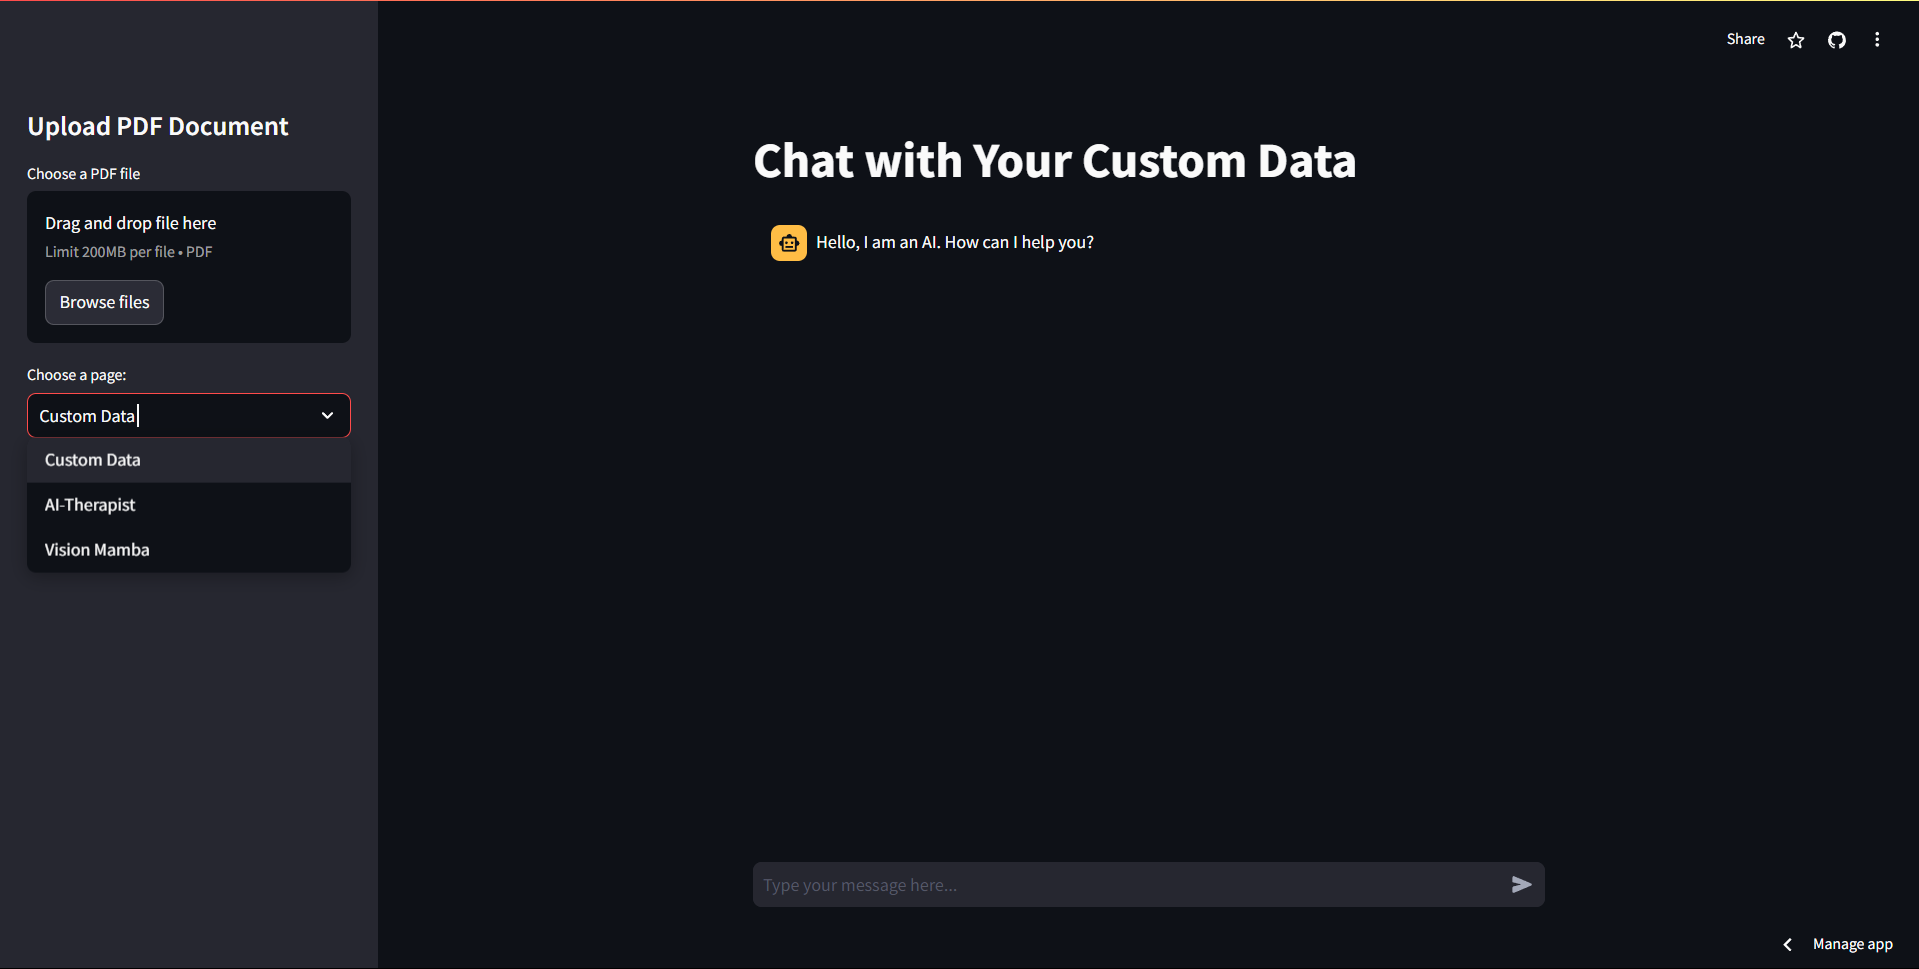 Share
Upload PDF Document
Choose a PDF file
Drag and drop file here
Limit 200MB per file • PDF
Browse files
Choose a page:
Custom Data
Custom Data
AI-Therapist
Vision Mamba
Chat with Your Custom Data
Hello, I am an AI. How can I help you?
Type your message here...
Manage app